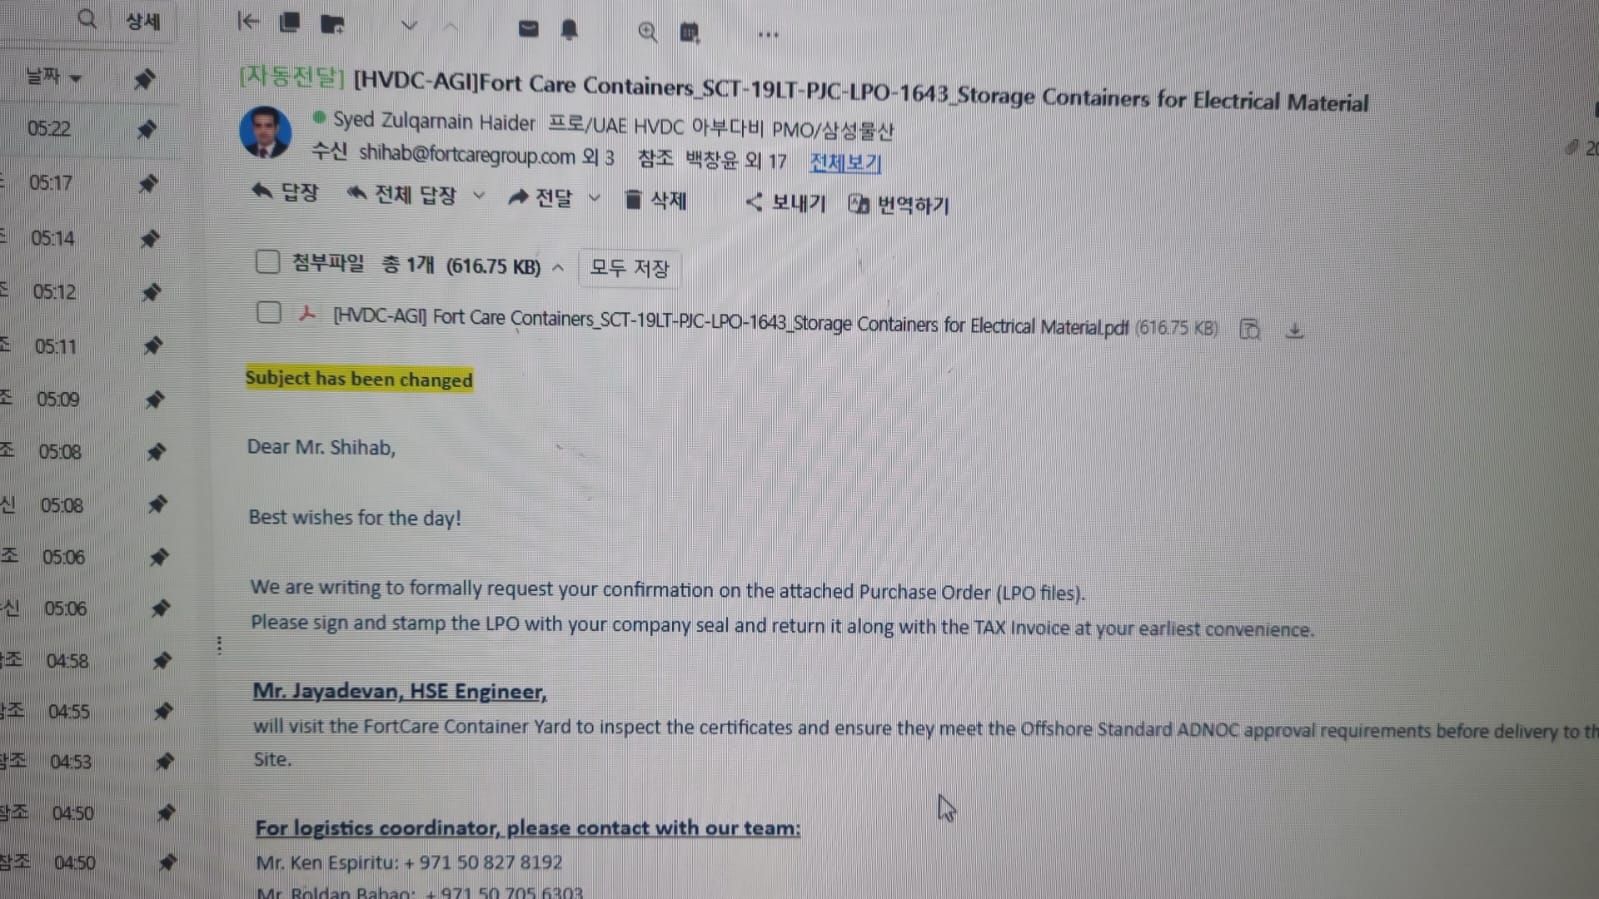 상세
날짜
05:22
05:17
05:14
05:12
조 05:11
조 05:09
조 05:08
신 05:08
조 05:06
신 05:06
참조 04:58
참조 04:55
참조 04:53
참조 04:50
참조 04:50
[자동전달] [HVDC-AGI]Fort Care Containers_SCT-19LT-PJC-LPO-1643_Storage Containers for Electrical Material
Syed Zulqarnain Haider 프로/UAE HVDC 아부다비 PMO/삼성물산
수신 shihab@fortcaregroup.com 외 3 참조 백창윤 외 17 전체보기
답장 전체 답장 전달 삭제 보내기 번역하기
첨부파일 총 1개 (616.75 KB) 모두 저장
[HVDC-AGI] Fort Care Containers_SCT-19LT-PJC-LPO-1643_Storage Containers for Electrical Material.pdf (616.75 KB)
Subject has been changed
Dear Mr. Shihab,
Best wishes for the day!
We are writing to formally request your confirmation on the attached Purchase Order (LPO files).
Please sign and stamp the LPO with your company seal and return it along with the TAX Invoice at your earliest convenience.
Mr. Jayadevan, HSE Engineer,
will visit the FortCare Container Yard to inspect the certificates and ensure they meet the Offshore Standard ADNOC approval requirements before delivery to th
Site.
For logistics coordinator, please contact with our team:
Mr. Ken Espiritu: + 971 50 827 8192
Mr. Roldan Bahao: + 971 50 705 6303